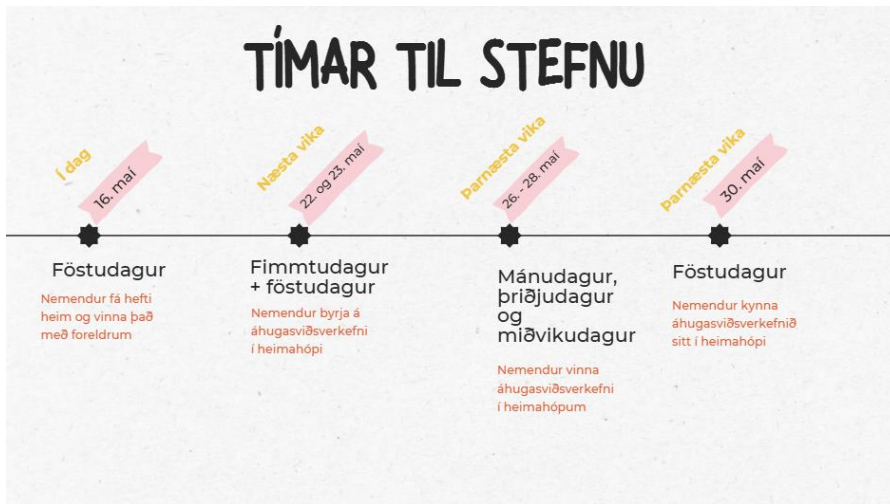 TÍMAR TIL STEFNU
Í dag
16. maí
Föstudagur
Nemendur fá hefti
heim og vinna það
með foreldrum
Næsta vika
22. og 23. maí
Fimmtudagur
+ föstudagur
Nemendur byrja á
áhugasviðsverkefni
í heimahópi
Þarnæsta vika
26. - 28. maí
Mánudagur,
þriðjudagur
og
miðvikudagur
Nemendur vinna
áhugasviðsverkefni
í heimahópum
Þarnæsta vika
30. maí
Föstudagur
Nemendur kynna
áhugasviðsverkefnið
sitt í heimahópi